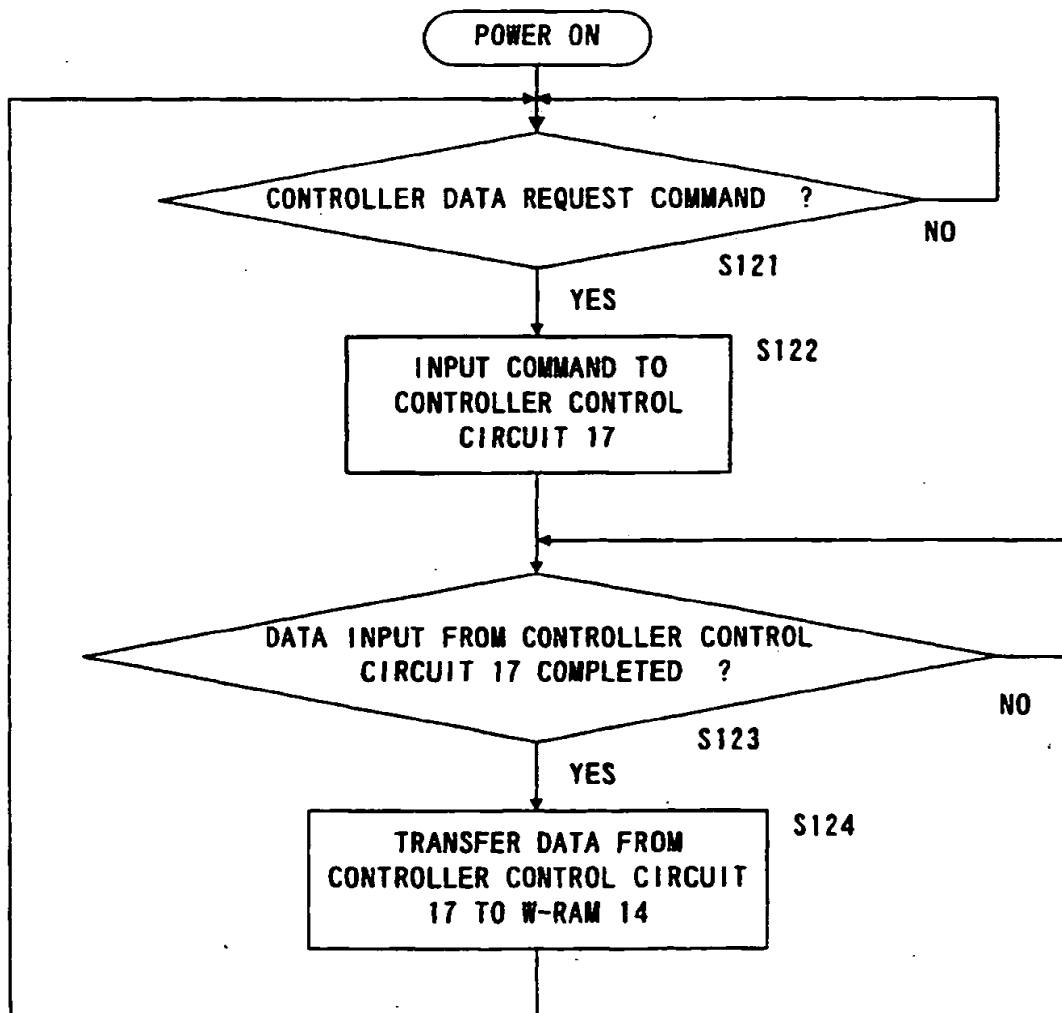 POWER ON
CONTROLLER DATA REQUEST COMMAND ?
NO
S121
YES
S122
INPUT COMMAND TO
CONTROLLER CONTROL
CIRCUIT 17
DATA INPUT FROM CONTROLLER CONTROL
CIRCUIT 17 COMPLETED ?
NO
S123
YES
S124
TRANSFER DATA FROM
CONTROLLER CONTROL CIRCUIT
17 TO W-RAM 14